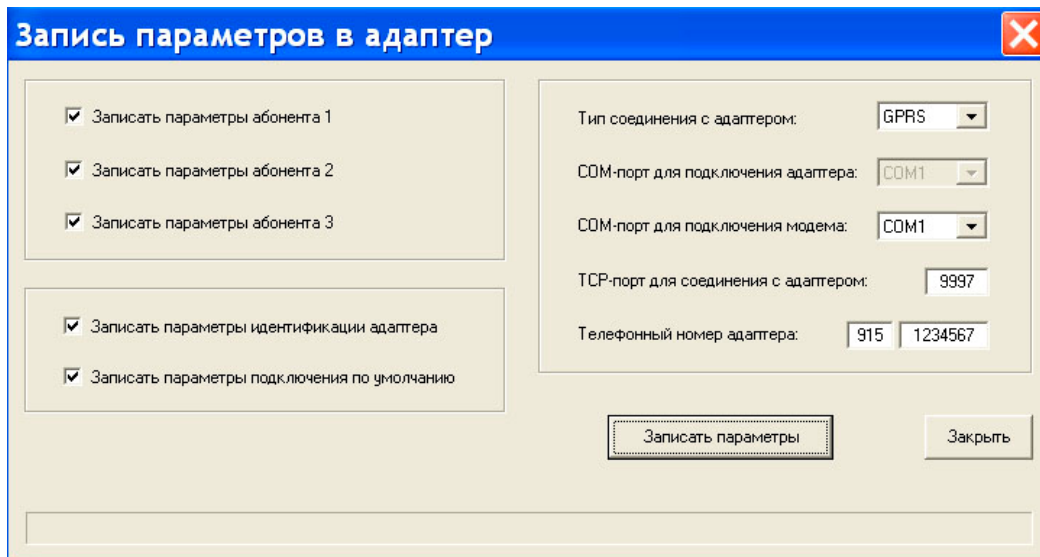 Запись параметров в адаптер
Записать параметры абонента 1
Записать параметры абонента 2
Записать параметры абонента 3
Записать параметры идентификации адаптера
Записать параметры подключения по умолчанию
Тип соединения с адаптером: GPRS
COM-порт для подключения адаптера: COM1
COM-порт для подключения модема: COM1
TCP-порт для соединения с адаптером: 9997
Телефонный номер адаптера: 915 1234567
Записать параметры Закрыть